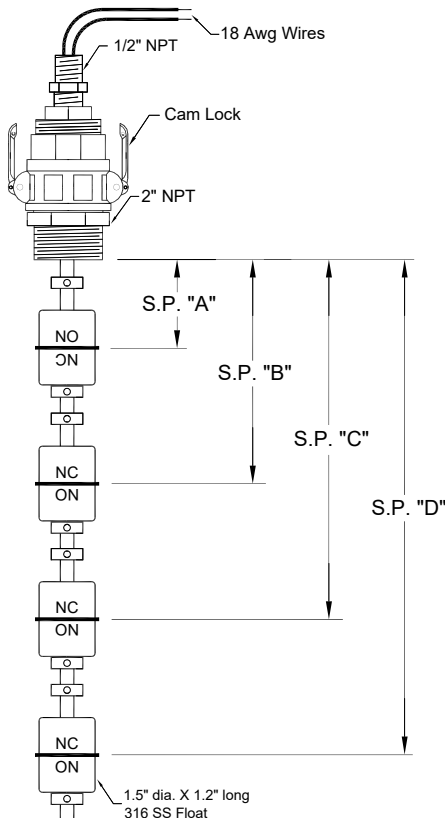 18 Awg Wires
1/2" NPT
Cam Lock
2" NPT
S.P. "A"
ON
NC
S.P. "B"
S.P. "C"
NC
ON
S.P. "D"
NC
ON
NC
ON
1.5" dia. X 1.2" long
316 SS Float